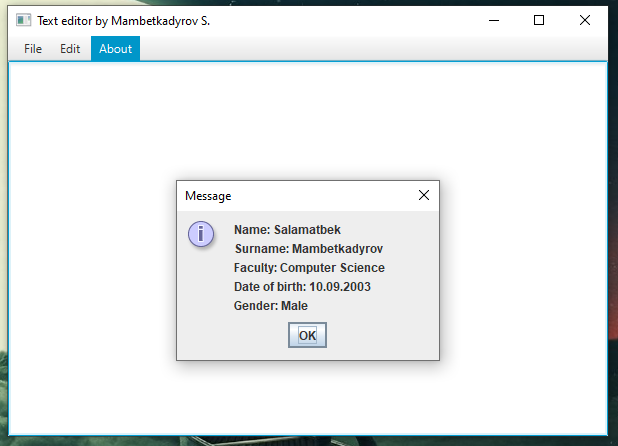 Text editor by Mambetkadyrov S.
File Edit About
Message
Name: Salamatbek
Surname: Mambetkadyrov
Faculty: Computer Science
Date of birth: 10.09.2003
Gender: Male
OK